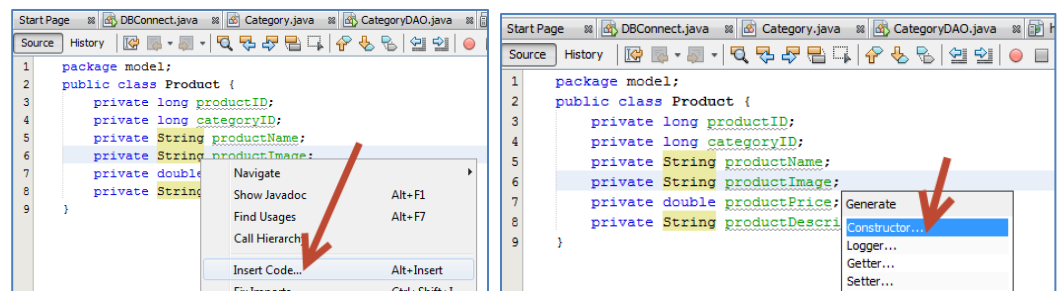 Start Page DBConnect.java Category.java CategoryDAO.java
Source History
1 package model;
2 public class Product {
3 private long productID;
4 private long categoryID;
5 private String productName;
6 private String productImage;
7 private double
8 private String
9 }
Navigate
Show Javadoc Alt+F1
Find Usages Alt+F7
Call Hierarchy
Insert Code... Alt+Insert
Start Page DBConnect.java Category.java CategoryDAO.java
Source History
1 package model;
2 public class Product {
3 private long productID;
4 private long categoryID;
5 private String productName;
6 private String productImage;
7 private double productPrice;
8 private String productDescri
9 }
Generate
Constructor...
Logger...
Getter...
Setter...